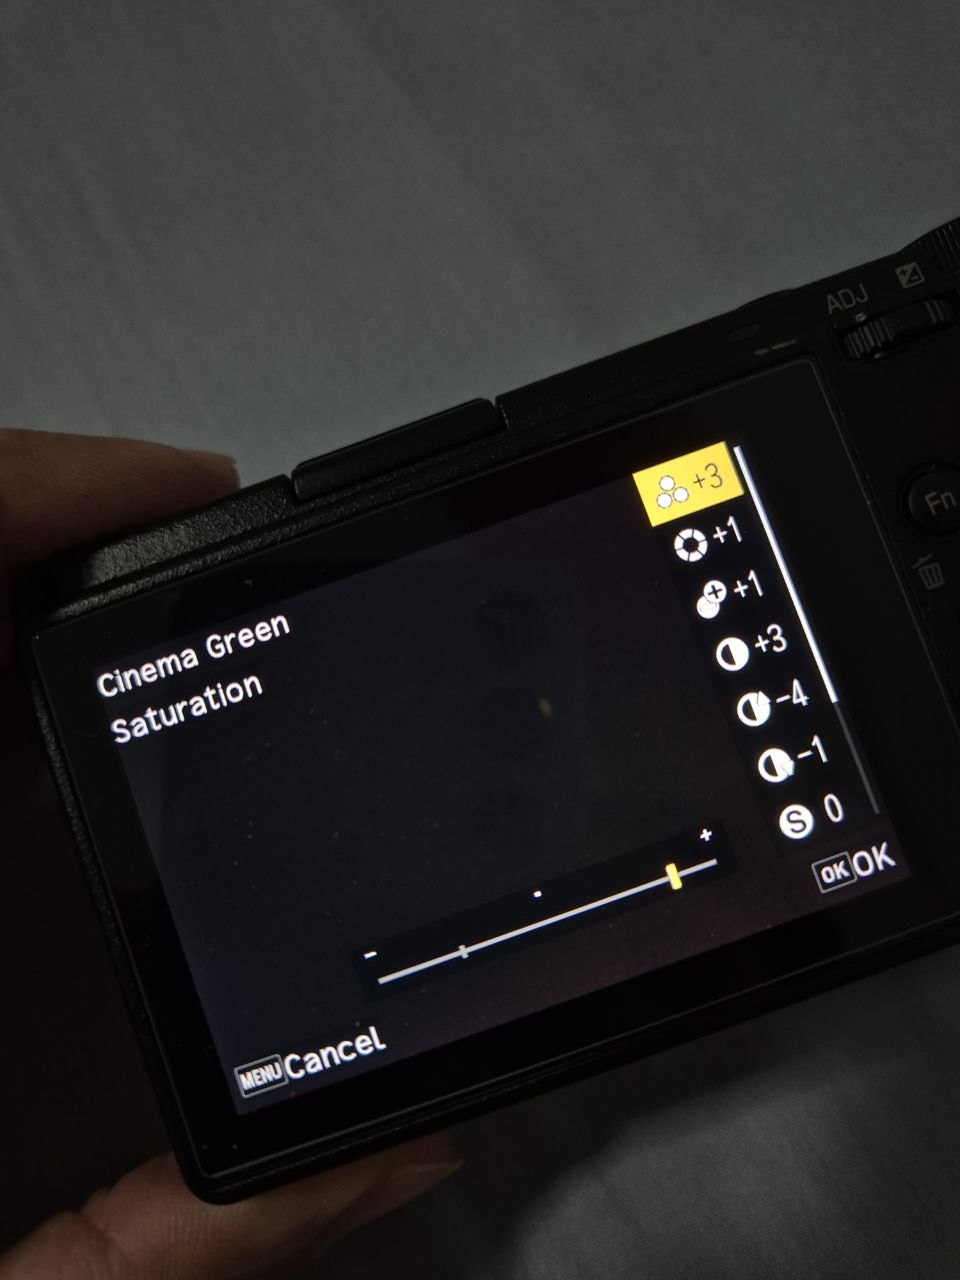 ADJ
Fn
+3
+1
+1
+3
-4
-1
S 0
Cinema Green
Saturation
- +
OK OK
MENU Cancel